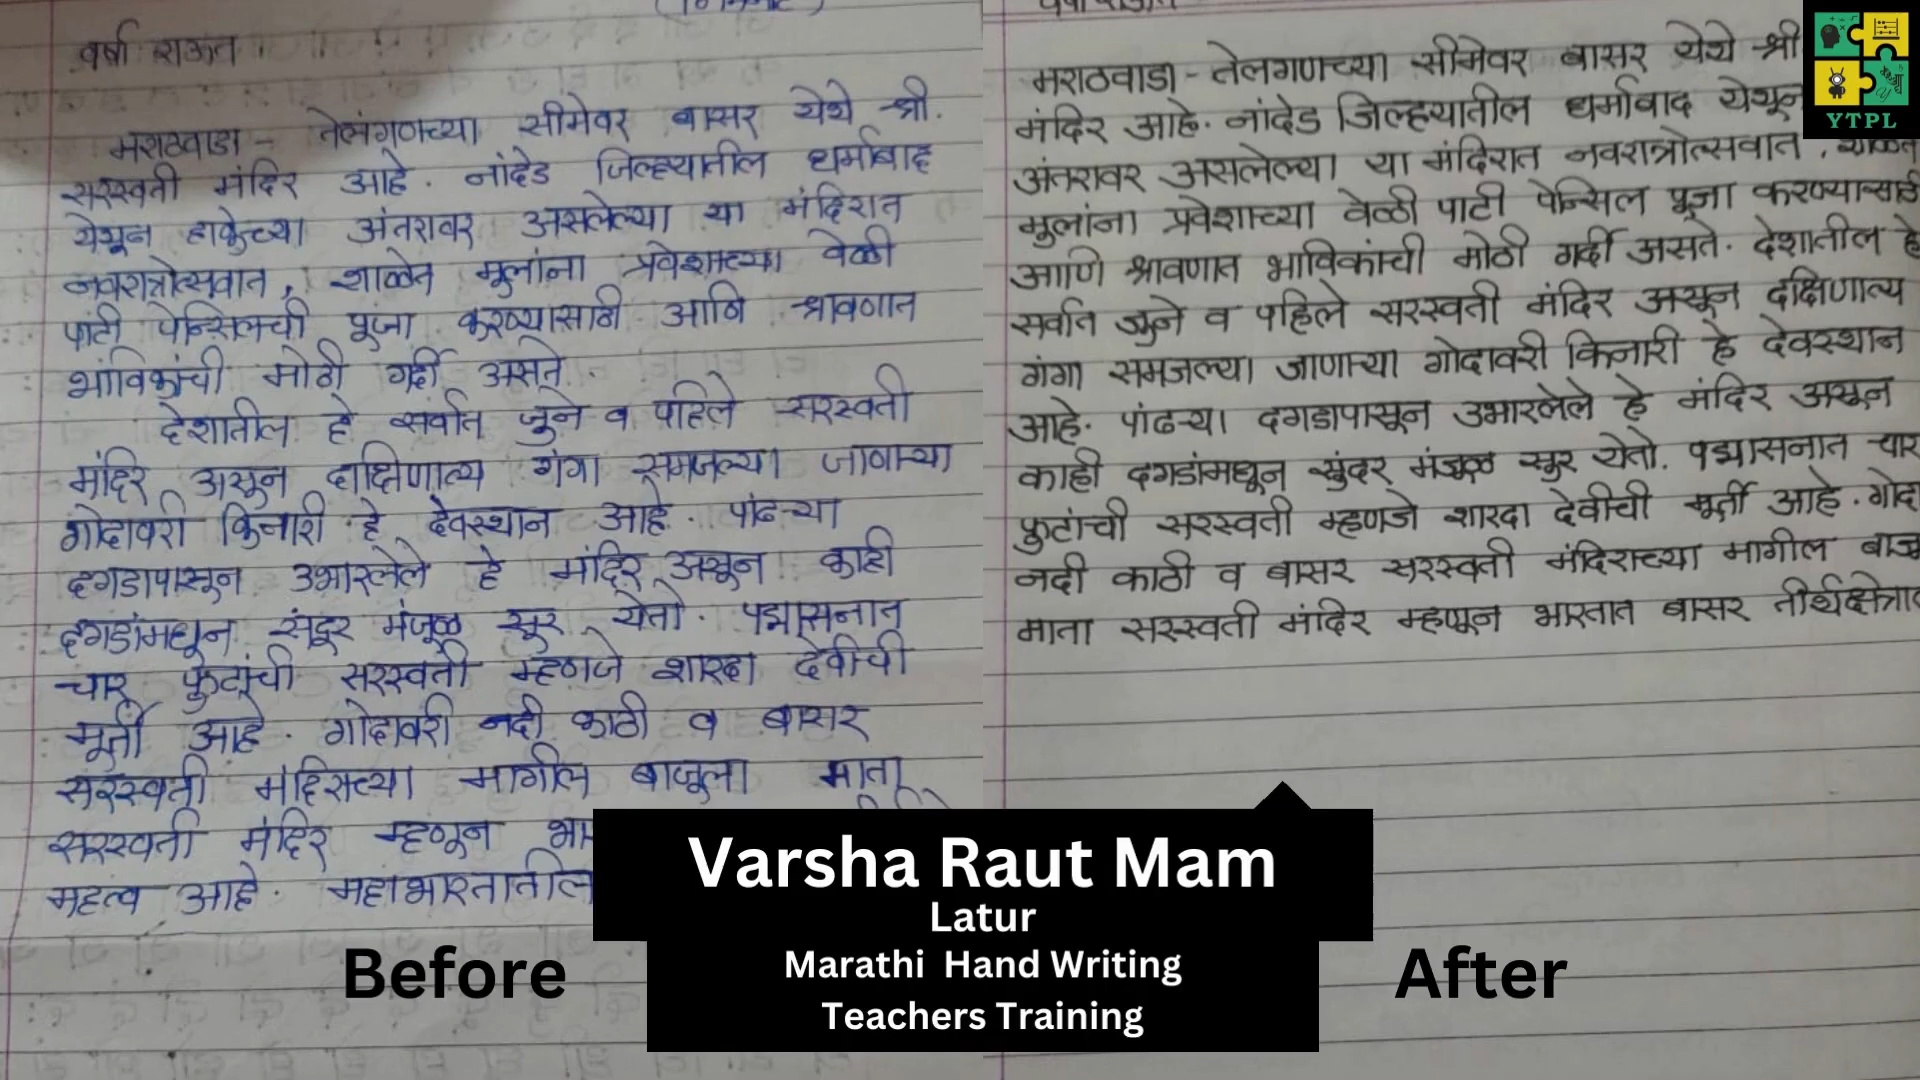 वर्षा राऊत
मराठवाडा - तेलंगणच्या सीमेवर बासर येथे श्री.
सरस्वती मंदिर आहे. नांदेड जिल्ह्यातील धर्माबाद
येथून हाकेच्या अंतरावर असलेल्या या मंदिरात
नवरात्रोत्सवात, शाळेत मुलांना प्रवेशाच्या वेळी
पाटी पेन्सिलची पूजा करण्यासाठी आणि श्रावणात
भाविकांची मोठी गर्दी असते.
देशातील हे सर्वात जुने व पहिले सरस्वती
मंदिर असून दाक्षिणात्य गंगा समजल्या जाणाऱ्या
गोदावरी किनारी हे देवस्थान आहे. पांढऱ्या
दगडापासून उभारलेले हे मंदिर असून काही
दगडांमधून सुंदर मंजूळ सुर येतो. पद्मासनात
चार फुटांची सरस्वती म्हणजे शारदा देवीची
मूर्ती आहे. गोदावरी नदी काठी व बासर
सरस्वती मंदिराच्या मागील बाजूला माता
सरस्वती मंदिर म्हणून
महत्व आहे. महाभारतातील
मराठवाडा - तेलगणच्या सीमेवर बासर येथे श्री
मंदिर आहे. नांदेड जिल्हयातील धर्माबाद येथून
अंतरावर असलेल्या या मंदिरात नवरात्रोत्सवात, शाळेत
मुलांना प्रवेशाच्या वेळी पाटी पेन्सिल पूजा करण्यासाठी
आणि श्रावणात भाविकांची मोठी गर्दी असते. देशातील हे
सर्वात जुने व पहिले सरस्वती मंदिर असून दक्षिणात्य
गंगा समजल्या जाणाऱ्या गोदावरी किनारी हे देवस्थान
आहे. पांढऱ्या दगडापासून उभारलेले हे मंदिर असून
काही दगडांमधून सुंदर मंजूळ सुर येतो. पद्मासनात चार
फुटांची सरस्वती म्हणजे शारदा देवीची मूर्ती आहे. गोदा
नदी काठी व बासर सरस्वती मंदिराच्या मागील बाजू
माता सरस्वती मंदिर म्हणून भारतात बासर तीर्थक्षेत्रा
YTPL
Varsha Raut Mam
Latur
Marathi Hand Writing
Teachers Training
Before
After